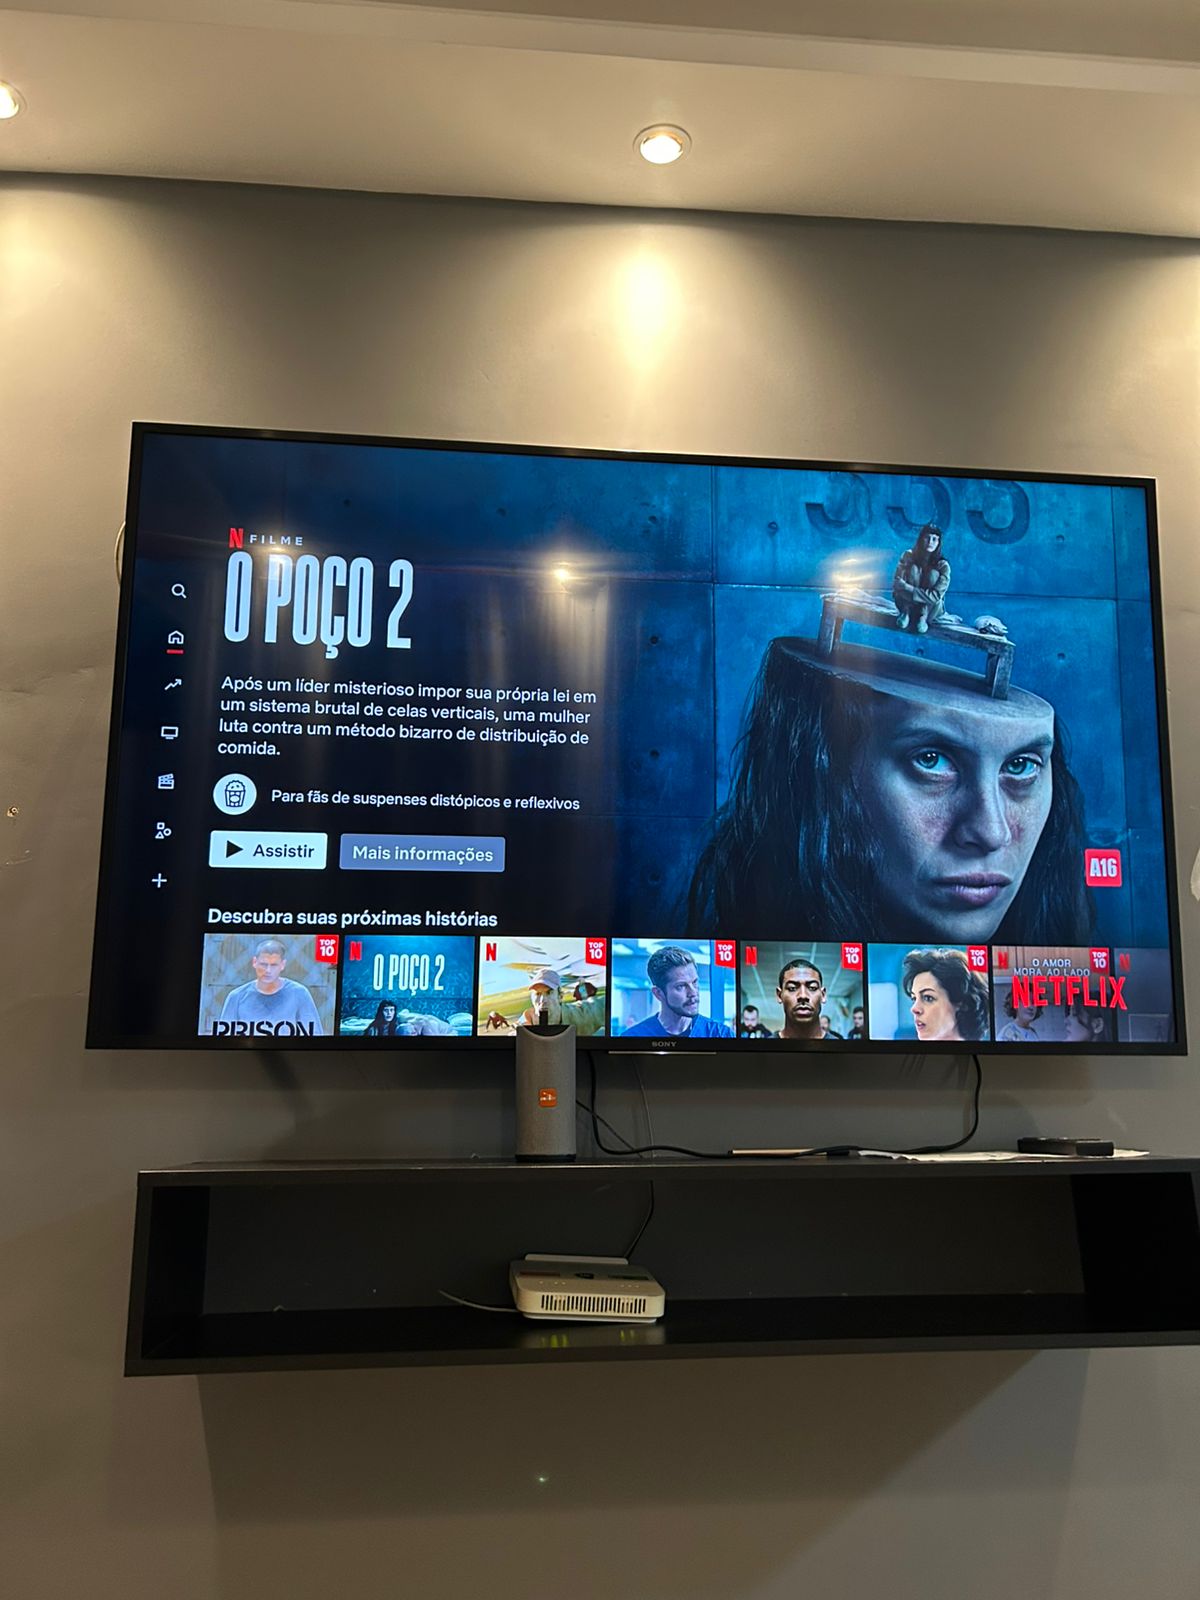 335
N FILME
O POÇO 2
Após um líder misterioso impor sua própria lei em
um sistema brutal de celas verticais, uma mulher
luta contra um método bizarro de distribuição de
comida.
Para fãs de suspenses distópicos e reflexivos
Assistir
Mais informações
A16
Descubra suas próximas histórias
TOP
10
PRISON
N
O POÇO 2
N
TOP
10
TOP
10
N
TOP
10
TOP
10
N
TOP
10
O AMOR
MORA AO LADO
NETFLIX
N
SONY